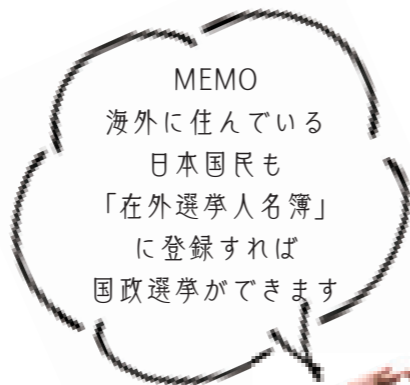 MEMO
海外に住んでいる
日本国民も
「在外選挙人名簿」
に登録すれば
国政選挙ができます